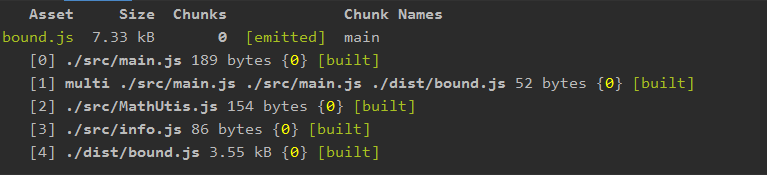 Asset Size Chunks Chunk Names
bound.js 7.33 kB 0 [emitted] main
[0] ./src/main.js 189 bytes {0} [built]
[1] multi ./src/main.js ./src/main.js ./dist/bound.js 52 bytes {0} [built]
[2] ./src/MathUtis.js 154 bytes {0} [built]
[3] ./src/info.js 86 bytes {0} [built]
[4] ./dist/bound.js 3.55 kB {0} [built]